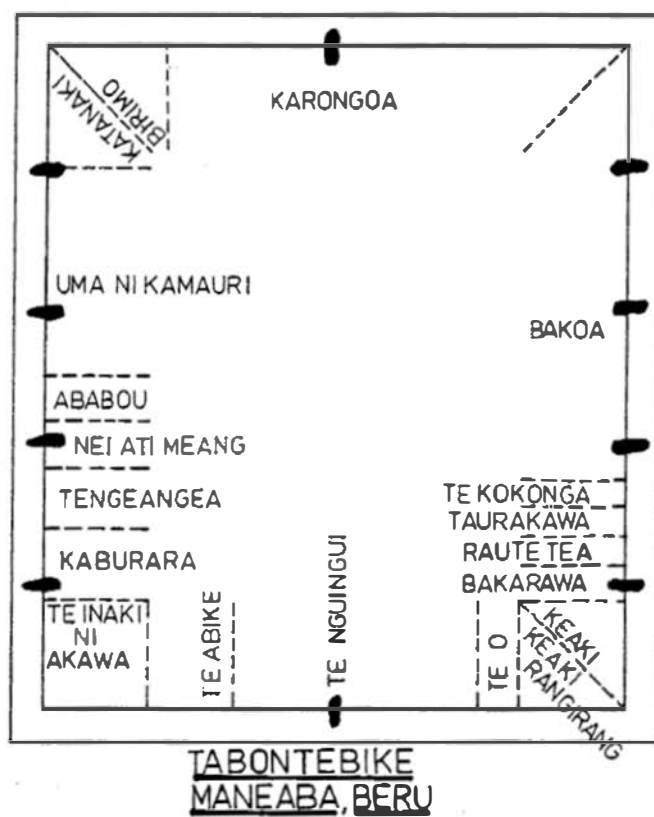 KATANAKI
BIRIMO
KARONGOA
UMA NI KAMAURI
BAKOA
ABABOU
NEI ATI MEANG
TENGEANGEA
KABURARA
TE KOKONGA
TAURAKAWA
RAUTETEA
BAKARAWA
TE INAKI
NI
AKAWA
TE ABIKE
TE NGUINGUI
TE O
KEAKI
KEAKI
RANGIRANG
TABONTEBIKE
MANEABA, BERU